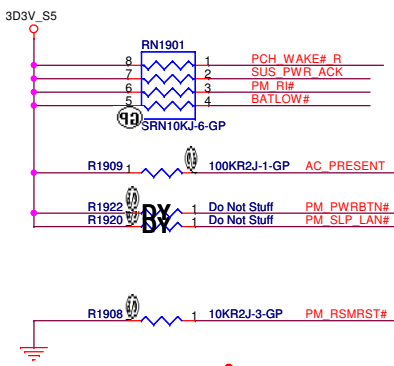 3D3V_S5
RN1901
8 1 PCH_WAKE#_R
7 2 SUS_PWR_ACK
6 3 PM_RI#
5 4 BATLOW#
SRN10KJ-6-GP
R1909 1 100KR2J-1-GP AC_PRESENT
R1922 DY 1 Do Not Stuff PM_PWRBTN#
R1920 DY 1 Do Not Stuff PM_SLP_LAN#
R1908 1 10KR2J-3-GP PM_RSMRST#